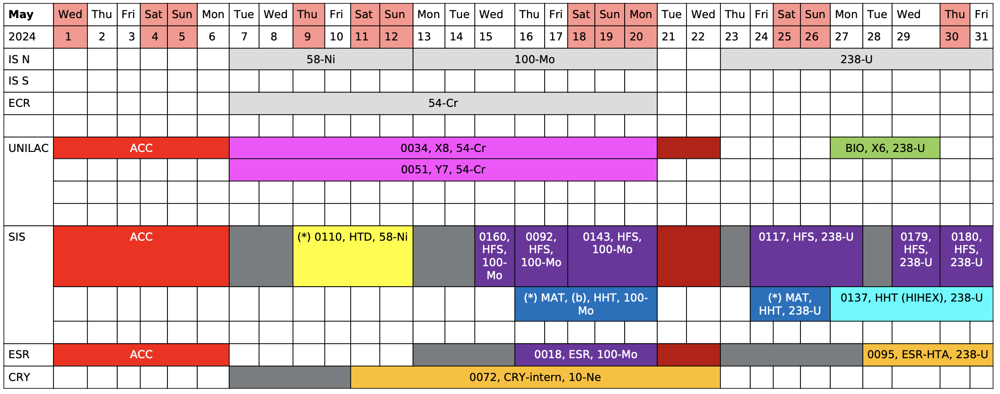 May Wed Thu Fri Sat Sun Mon Tue Wed Thu Fri Sat Sun Mon Tue Wed Thu Fri Sat Sun Mon Tue Wed Thu Fri Sat Sun Mon Tue Wed Thu Fri
2024 1 2 3 4 5 6 7 8 9 10 11 12 13 14 15 16 17 18 19 20 21 22 23 24 25 26 27 28 29 30 31
IS N 58-Ni 100-Mo 238-U
IS S
ECR 54-Cr
UNILAC ACC 0034, X8, 54-Cr BIO, X6, 238-U
0051, Y7, 54-Cr
SIS ACC (*) 0110, HTD, 58-Ni
0160,
HFS,
100-
Mo
0092,
HFS,
100-Mo
0143, HFS,
100-Mo
0117, HFS, 238-U
0179,
HFS,
238-U
0180,
HFS,
238-U
(*) MAT, (b), HHT, 100-
Mo
(*) MAT,
HHT, 238-U
0137, HHT (HIHEX), 238-U
ESR ACC 0018, ESR, 100-Mo 0095, ESR-HTA, 238-U
CRY 0072, CRY-intern, 10-Ne